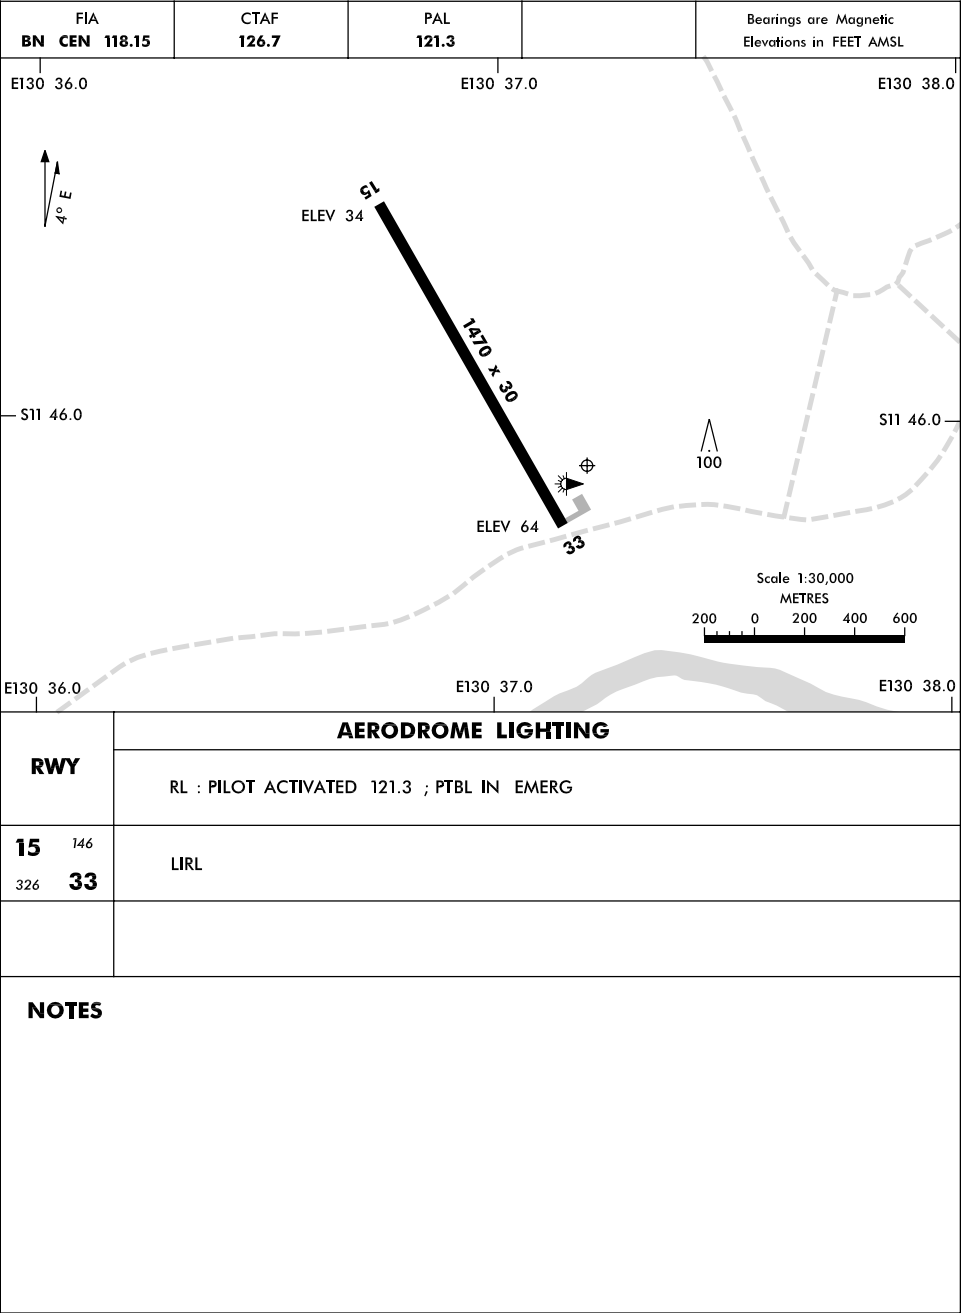 FIA
BN CEN 118.15
CTAF
126.7
PAL
121.3
Bearings are Magnetic
Elevations in FEET AMSL
E130 36.0
E130 37.0
E130 38.0
4° E
15
ELEV 34
1470 x 30
S11 46.0
S11 46.0
100
ELEV 64
33
Scale 1:30,000
METRES
200 0 200 400 600
E130 36.0
E130 37.0
E130 38.0
RWY
AERODROME LIGHTING
RL : PILOT ACTIVATED 121.3 ; PTBL IN EMERG
15 146
326 33
LIRL
NOTES